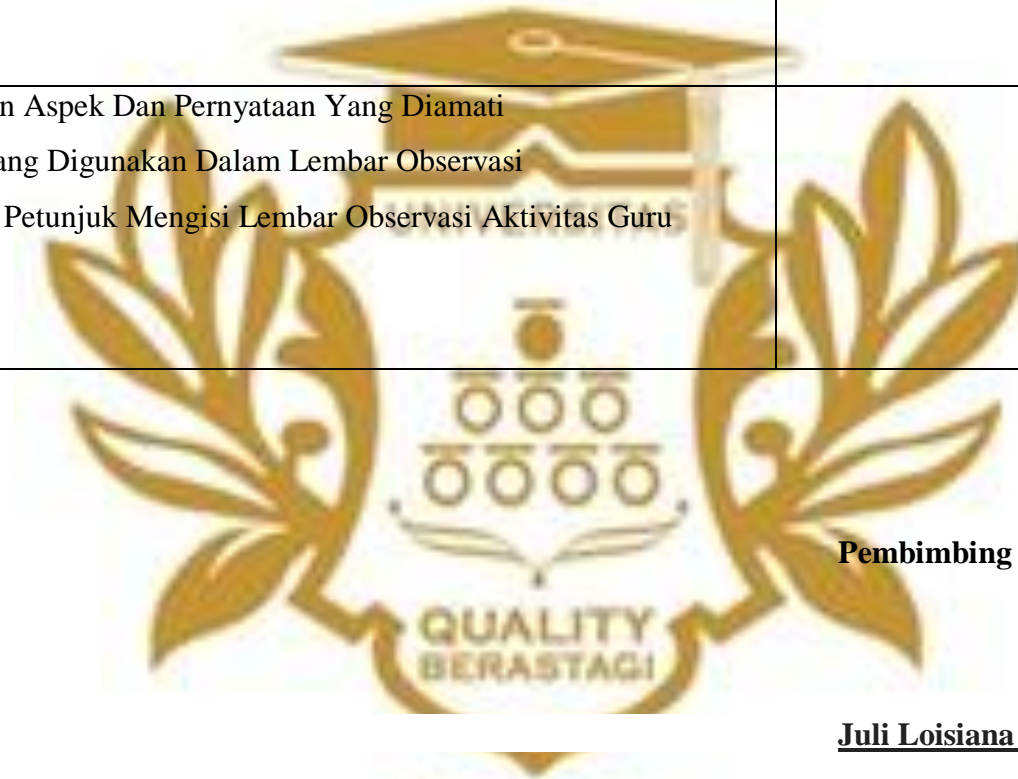 n Aspek Dan Pernyataan Yang Diamati
ang Digunakan Dalam Lembar Observasi
Petunjuk Mengisi Lembar Observasi Aktivitas Guru
UNIVERSITAS
QUALITY
BERASTAGI
Pembimbing
Juli Loisiana